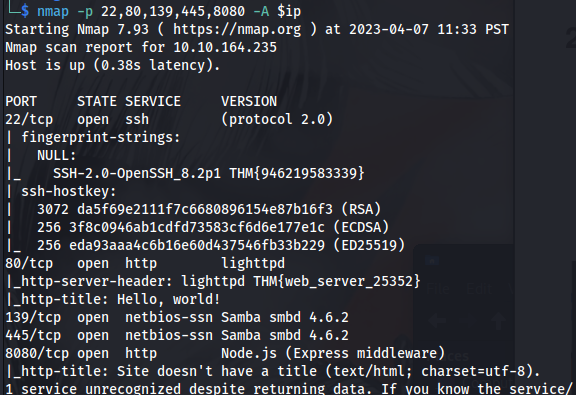 $ nmap -p 22,80,139,445,8080 -A $ip
Starting Nmap 7.93 ( https://nmap.org ) at 2023-04-07 11:33 PST
Nmap scan report for 10.10.164.235
Host is up (0.38s latency).

PORT     STATE SERVICE     VERSION
22/tcp   open  ssh         (protocol 2.0)
| fingerprint-strings:
|   NULL:
|_    SSH-2.0-OpenSSH_8.2p1 THM{946219583339}
| ssh-hostkey:
|   3072 da5f69e2111f7c6680896154e87b16f3 (RSA)
|   256 3f8c0946ab1cdfd73583cf6d6e177e1c (ECDSA)
|_  256 eda93aaa4c6b16e60d437546fb33b229 (ED25519)
80/tcp   open  http        lighttpd
|_http-server-header: lighttpd THM{web_server_25352}
|_http-title: Hello, world!
139/tcp  open  netbios-ssn Samba smbd 4.6.2
445/tcp  open  netbios-ssn Samba smbd 4.6.2
8080/tcp open  http        Node.js (Express middleware)
|_http-title: Site doesn't have a title (text/html; charset=utf-8).
1 service unrecognized despite returning data. If you know the service/